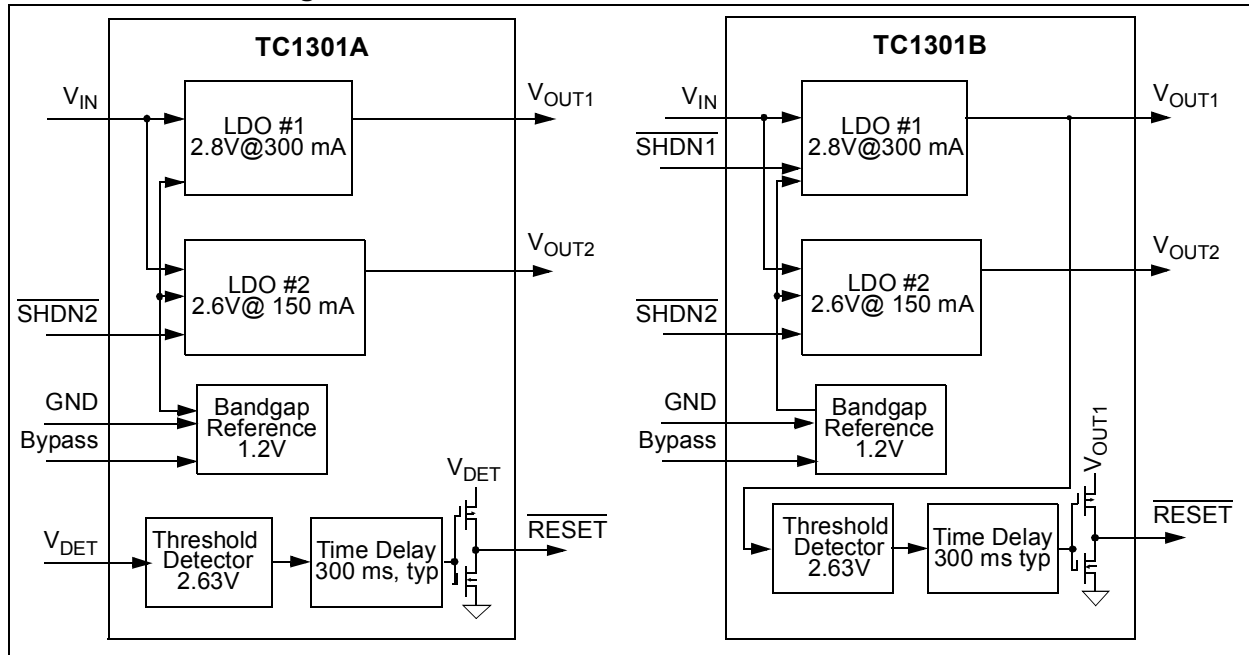 TC1301A
V_IN
LDO #1
2.8V@300 mA
V_OUT1
LDO #2
2.6V@ 150 mA
V_OUT2
SHDN2
GND
Bypass
Bandgap
Reference
1.2V
V_DET
V_DET
Threshold
Detector
2.63V
Time Delay
300 ms, typ
RESET
TC1301B
V_IN
SHDN1
LDO #1
2.8V@300 mA
V_OUT1
LDO #2
2.6V@ 150 mA
V_OUT2
SHDN2
GND
Bypass
Bandgap
Reference
1.2V
V_OUT1
Threshold
Detector
2.63V
Time Delay
300 ms, typ
RESET